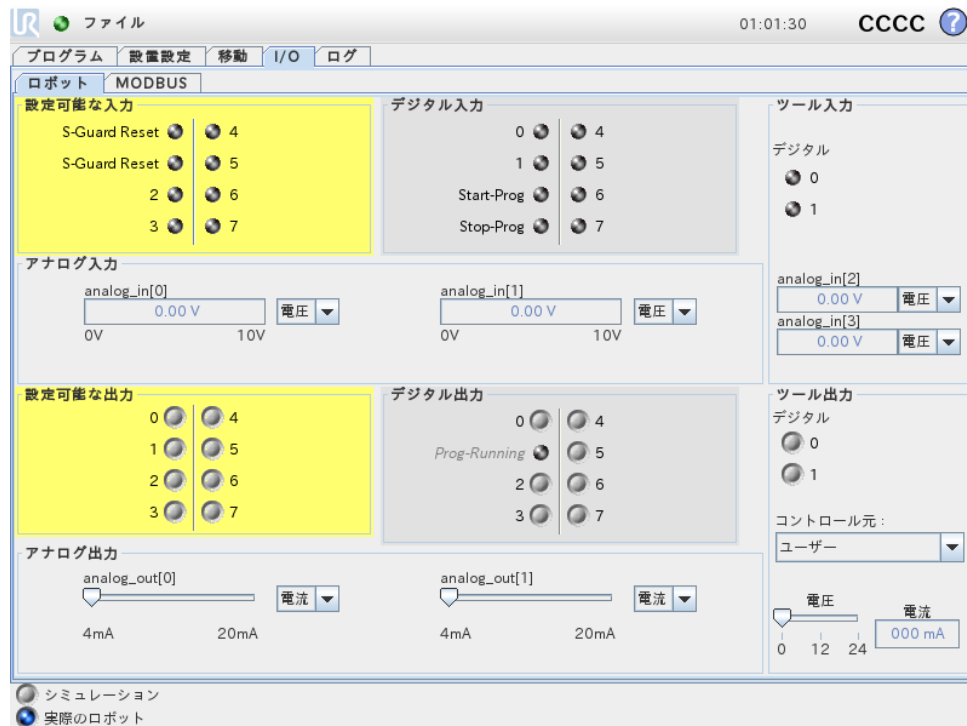 UR ファイル 01:01:30 CCCC ?
プログラム 設置設定 移動 I/O ログ
ロボット MODBUS
設定可能な入力
S-Guard Reset 4
S-Guard Reset 5
2 6
3 7
デジタル入力
0 4
1 5
Start-Prog 6
Stop-Prog 7
ツール入力
デジタル
0
1
analog_in[2]
0.00 V 電圧
analog_in[3]
0.00 V 電圧
アナログ入力
analog_in[0] analog_in[1]
0.00 V 電圧 0.00 V 電圧
0V 10V 0V 10V
設定可能な出力
0 4
1 5
2 6
3 7
デジタル出力
0 4
Prog-Running 5
2 6
3 7
ツール出力
デジタル
0
1
コントロール元 :
ユーザー
電圧 電流
000 mA
0 12 24
アナログ出力
analog_out[0] analog_out[1]
電流 電流
4mA 20mA 4mA 20mA
シミュレーション
実際のロボット